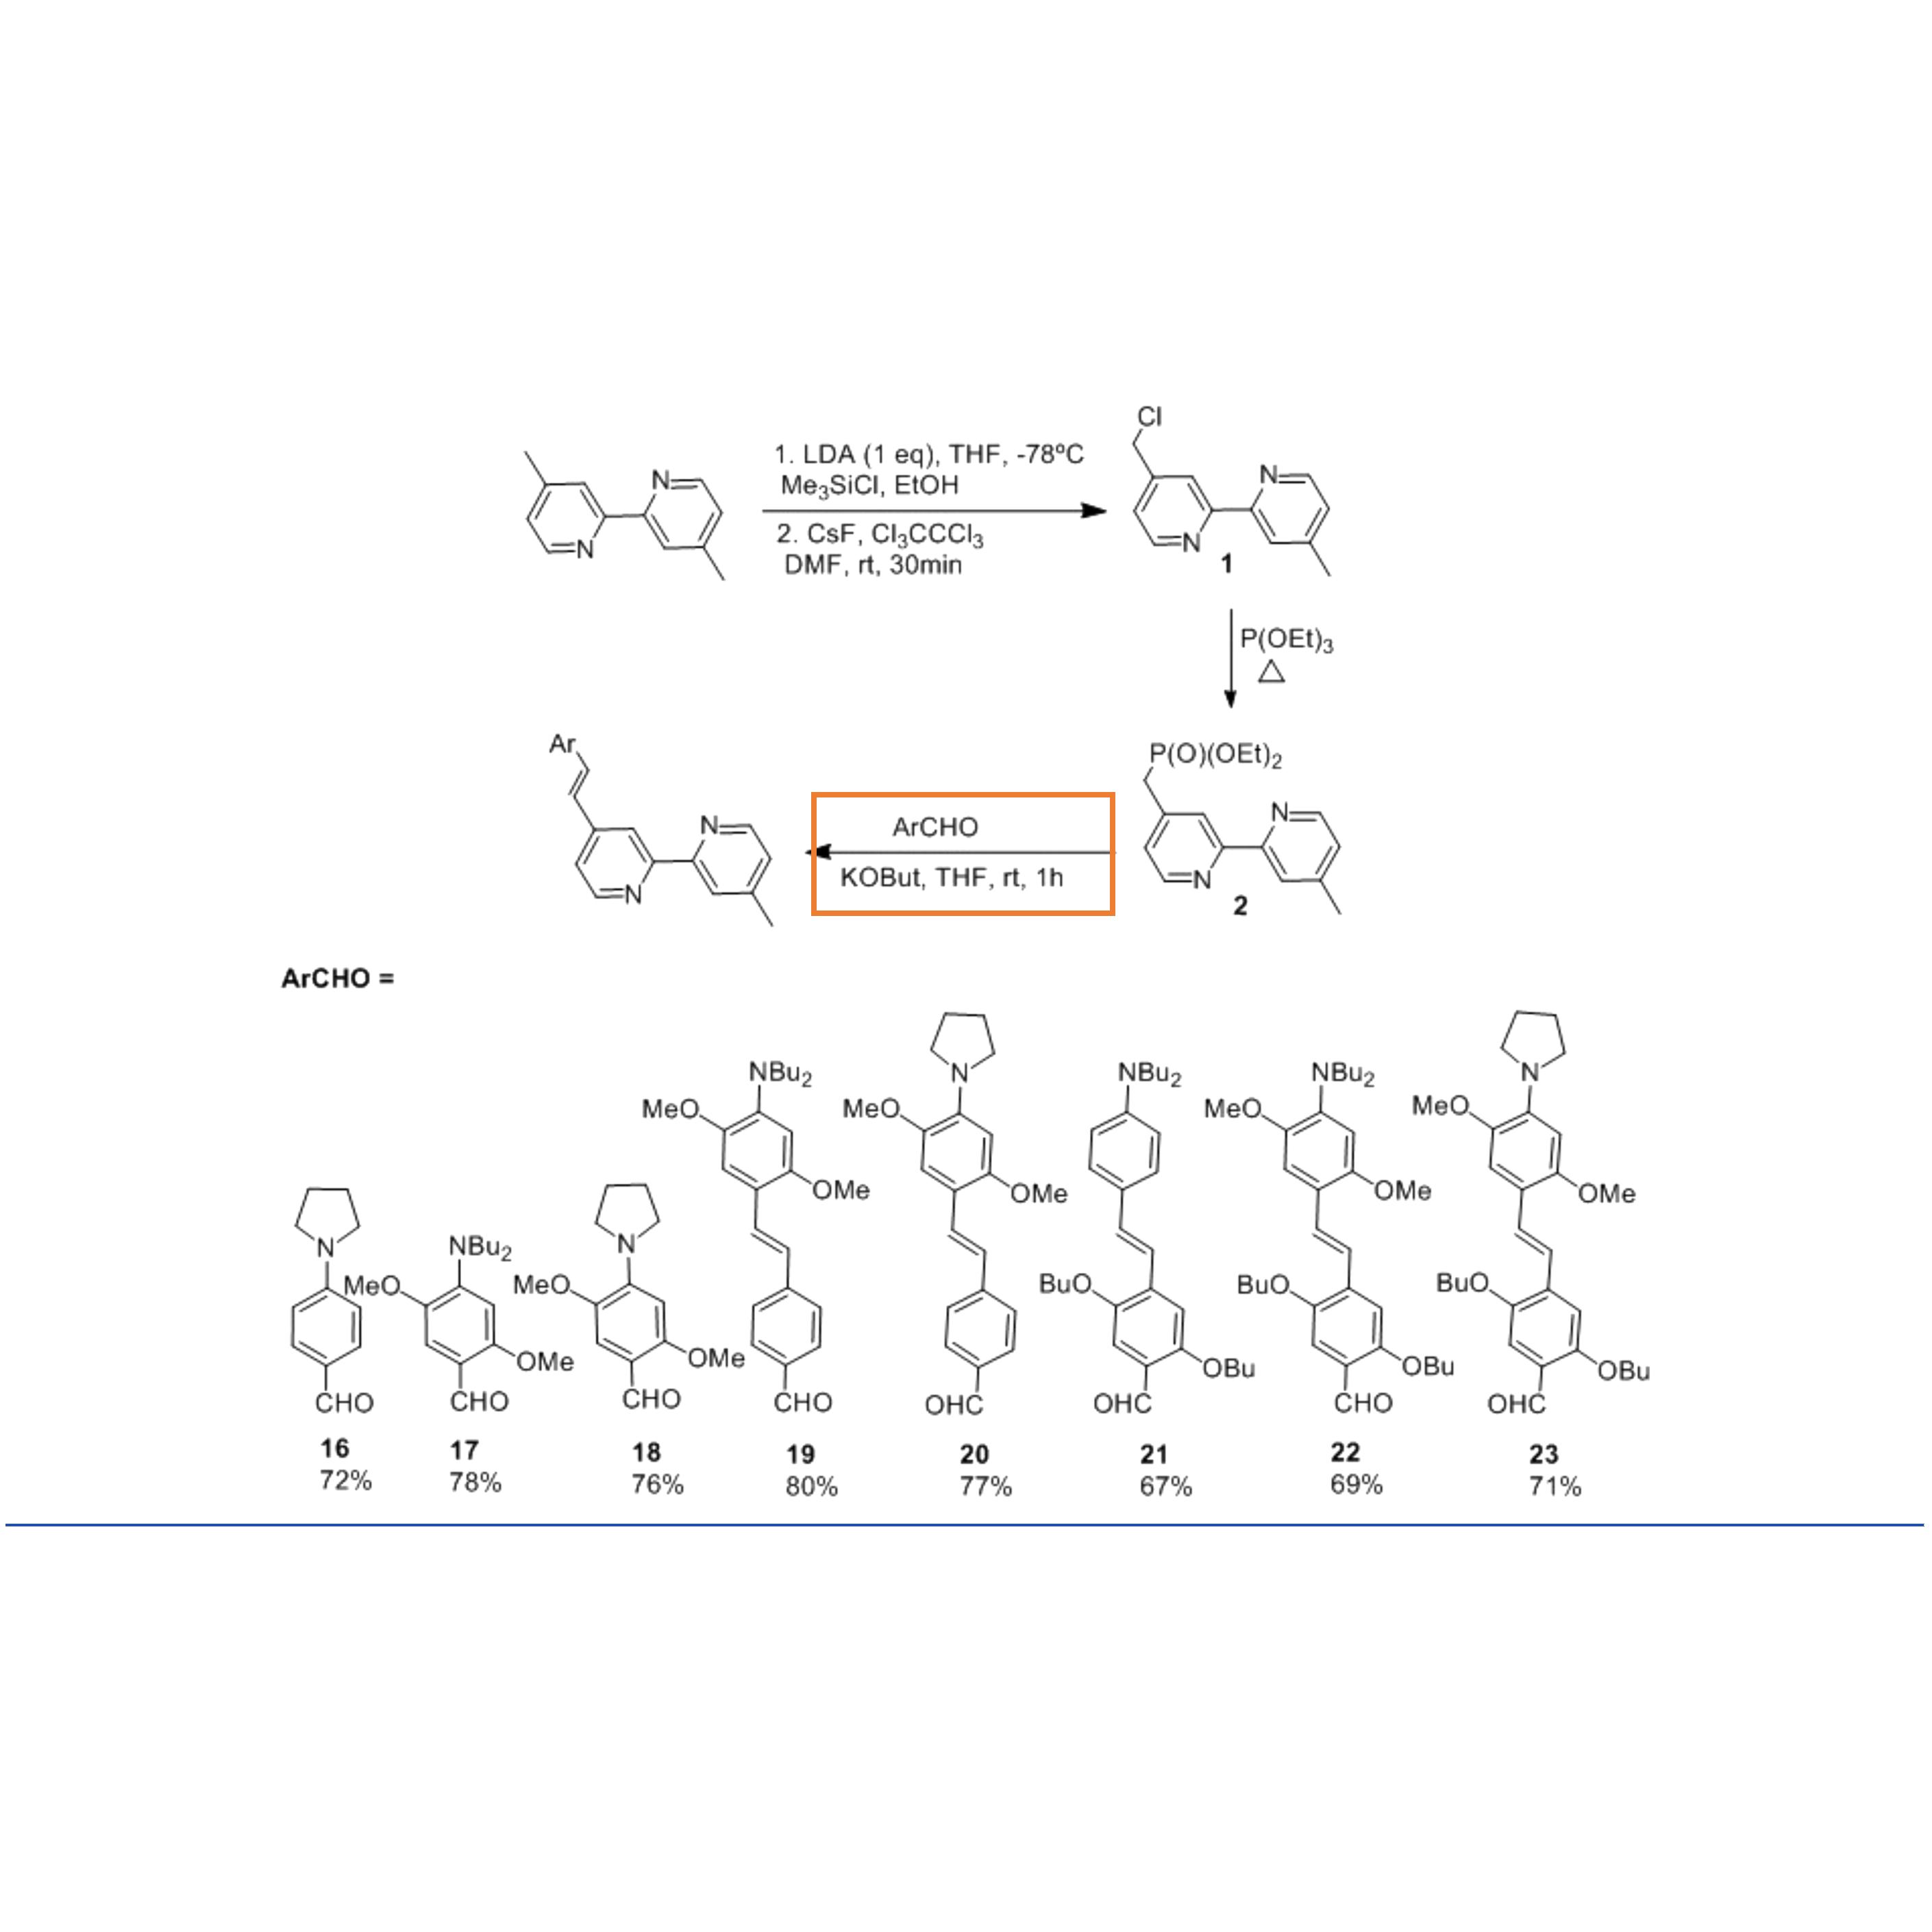 Cl
1. LDA (1 eq), THF, -78ºC
Me3SiCl, EtOH
2. CsF, Cl3CCCl3
DMF, rt, 30min
N
N
N
N
1
P(OEt)3
Ar
P(O)(OEt)2
ArCHO
KOBut, THF, rt, 1h
N
N
N
N
2
ArCHO =
N
NBu2
MeO
OMe
CHO
N
MeO
OMe
CHO
NBu2
MeO
OMe
CHO
N
MeO
OMe
OHC
NBu2
BuO
OBu
OHC
NBu2
MeO
OMe
BuO
OBu
CHO
N
MeO
OMe
BuO
OBu
OHC
CHO
16 17 18 19 20 21 22 23
72% 78% 76% 80% 77% 67% 69% 71%